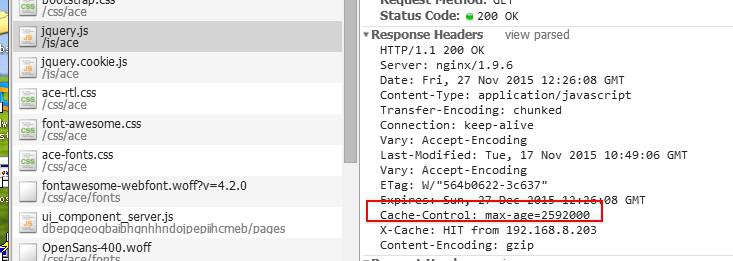 bootstrap.css
/css/ace
jquery.js
/js/ace
jquery.cookie.js
/js/ace
ace-rtl.css
/css/ace
font-awesome.css
/css/ace
ace-fonts.css
/css/ace
fontawesome-webfont.woff?v=4.2.0
/css/ace/fonts
ui_component_server.js
OpenSans-400.woff
Request Method: GET
Status Code: 200 OK
Response Headers view parsed
HTTP/1.1 200 OK
Server: nginx/1.9.6
Date: Fri, 27 Nov 2015 12:26:08 GMT
Content-Type: application/javascript
Transfer-Encoding: chunked
Connection: keep-alive
Vary: Accept-Encoding
Vary: Accept-Encoding
Last-Modified: Tue, 17 Nov 2015 10:49:06 GMT
ETag: W/"564b0622-3c637"
Expires: Sun, 27 Dec 2015 12:26:08 GMT
Cache-Control: max-age=2592000
X-Cache: HIT from 192.168.8.203
Content-Encoding: gzip